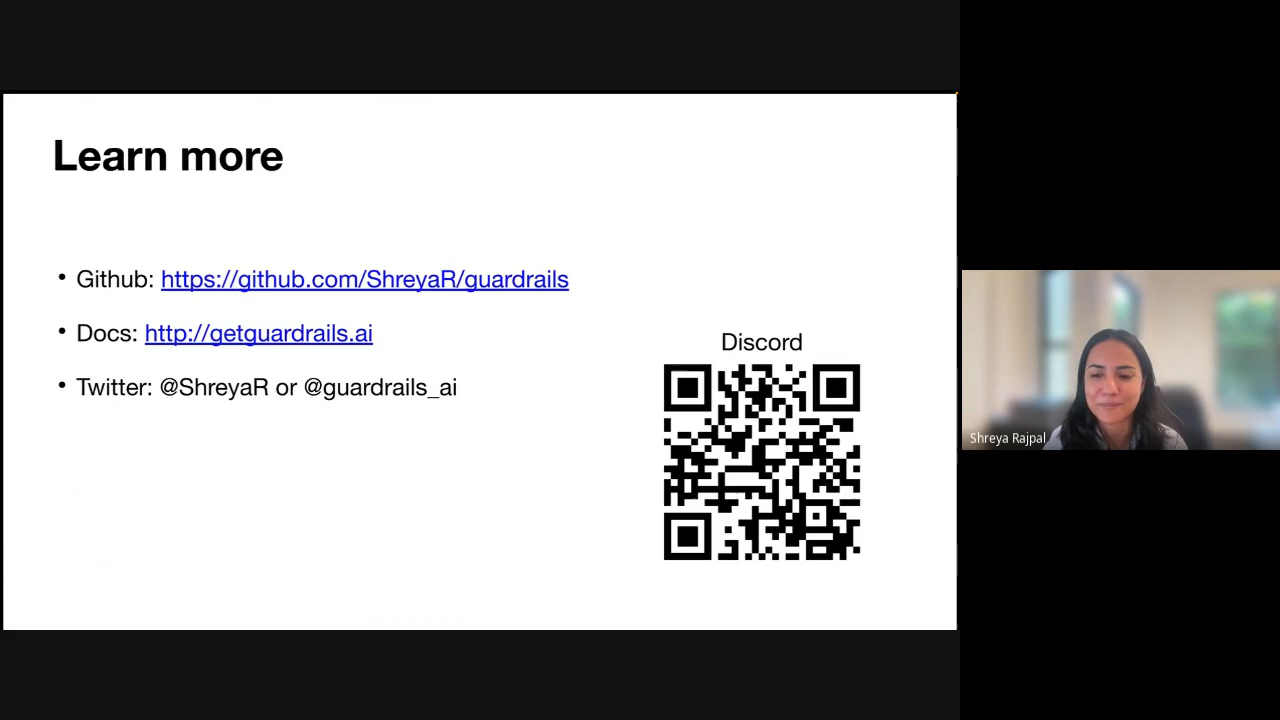 Learn more
• Github: https://github.com/ShreyaR/guardrails
• Docs: http://getguardrails.ai
• Twitter: @ShreyaR or @guardrails_ai
Discord
Shreya Rajpal